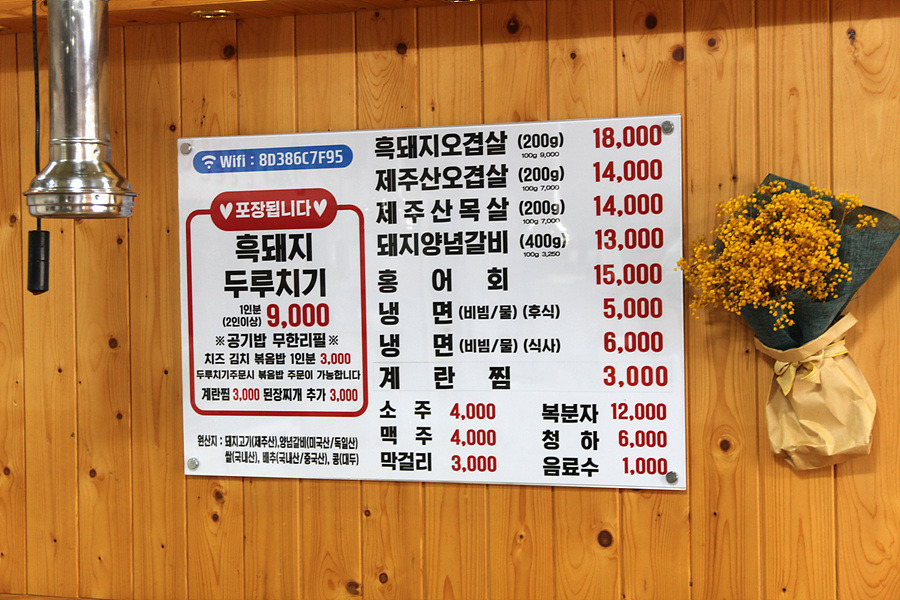 Wifi : 8D386C7F95
♥포장됩니다♥
흑돼지
두루치기
1인분
(2인이상) 9,000
※공기밥 무한리필※
치즈 김치 볶음밥 1인분 3,000
두루치기주문시 볶음밥 주문이 가능합니다
계란찜 3,000 된장찌개 추가 3,000
원산지 : 돼지고기(제주산),양념갈비(미국산/독일산)
쌀(국내산), 배추(국내산/중국산), 콩(대두)
흑돼지오겹살 (200g) 18,000
100g 9,000
제주산오겹살 (200g) 14,000
100g 7,000
제주산목살 (200g) 14,000
100g 7,000
돼지양념갈비 (400g) 13,000
100g 3,250
홍어회 15,000
냉면 (비빔/물) (후식) 5,000
냉면 (비빔/물) (식사) 6,000
계란찜 3,000
소주 4,000 복분자 12,000
맥주 4,000 청하 6,000
막걸리 3,000 음료수 1,000